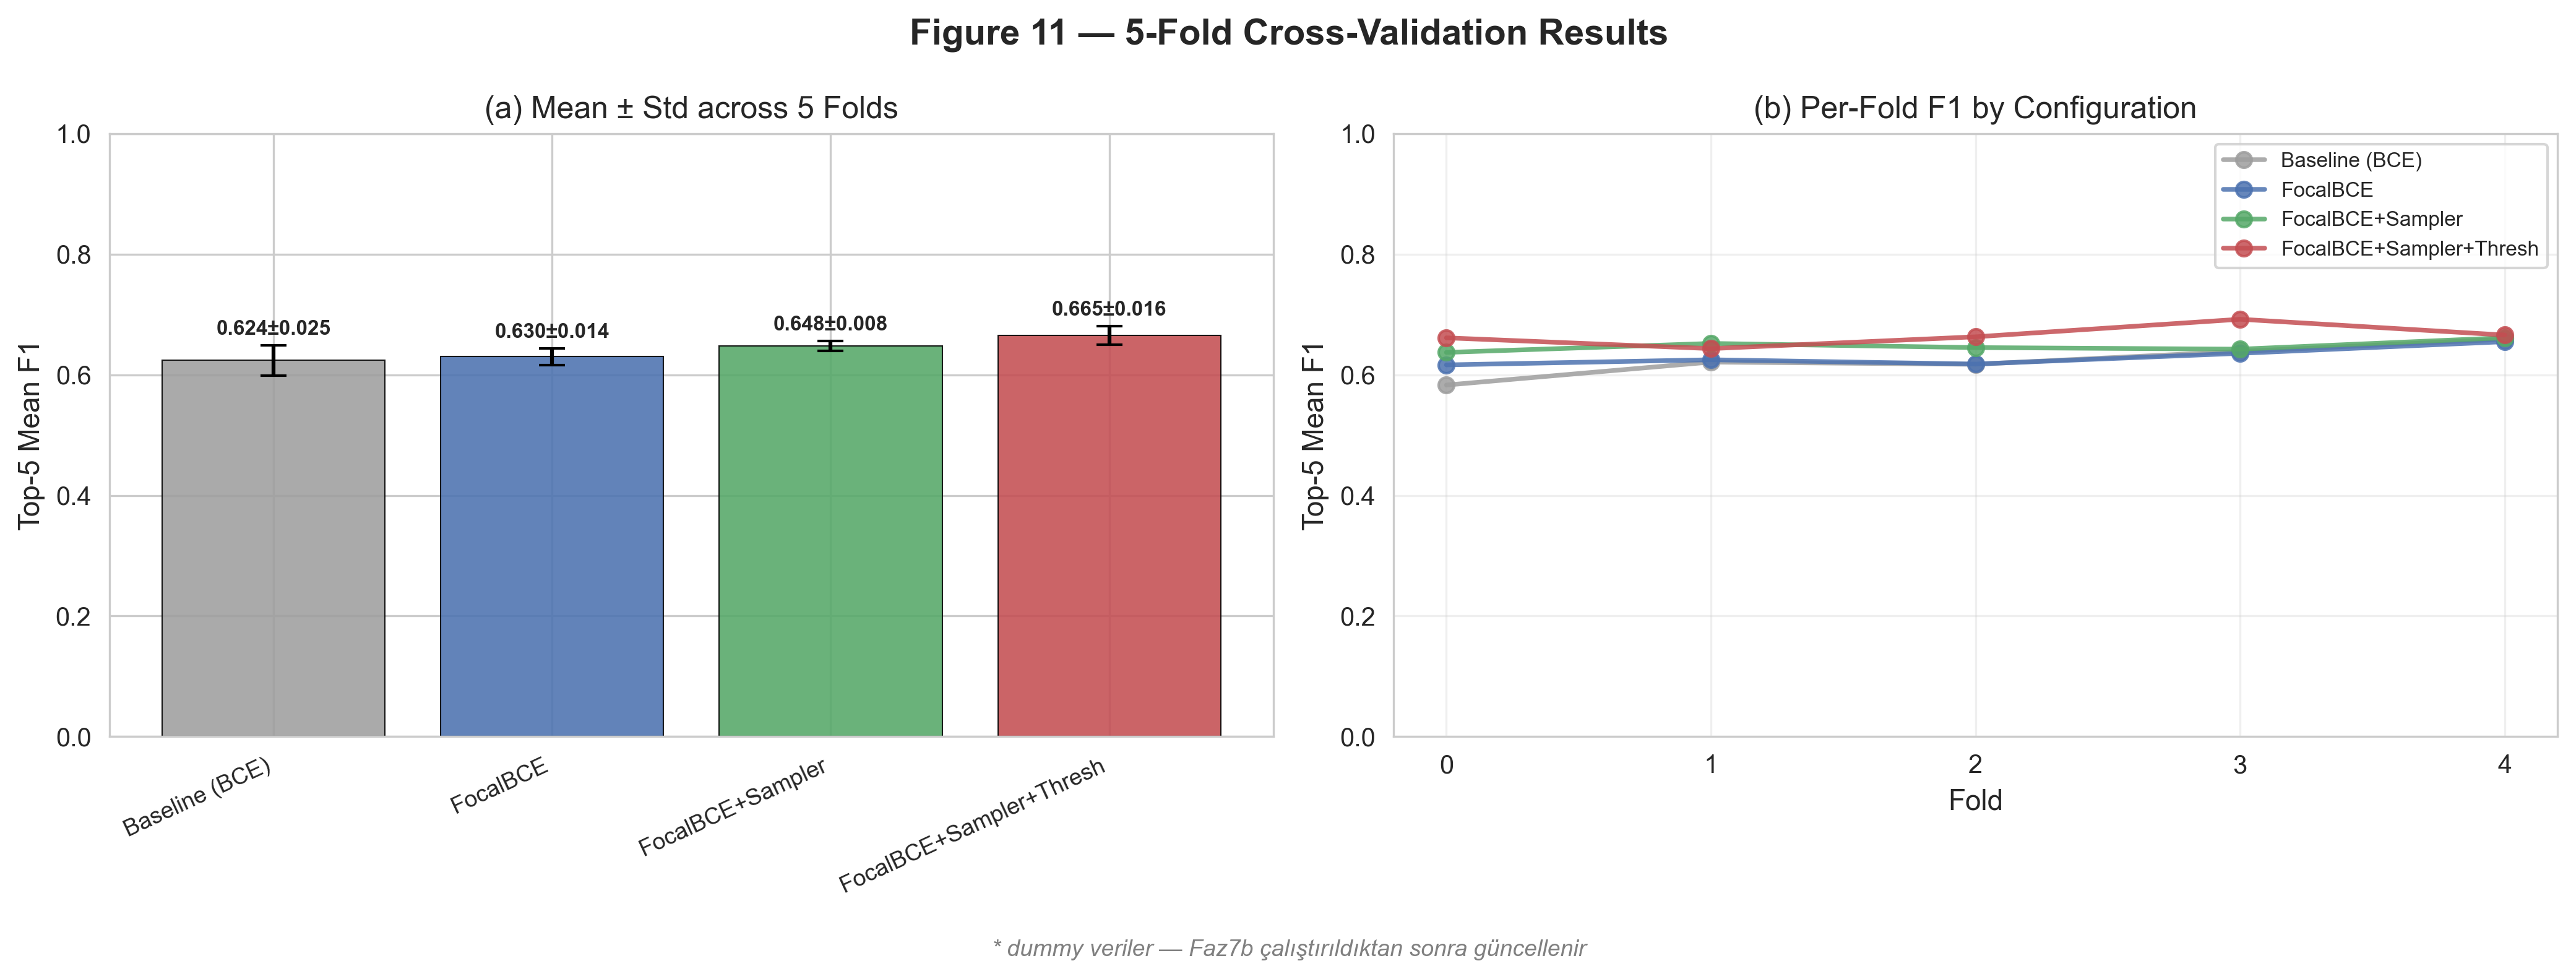 Figure 11 — 5-Fold Cross-Validation Results
(a) Mean ± Std across 5 Folds
Top-5 Mean F1
1.0
0.8
0.6
0.4
0.2
0.0
0.624±0.025
0.630±0.014
0.648±0.008
0.665±0.016
Baseline (BCE)
FocalBCE
FocalBCE+Sampler
FocalBCE+Sampler+Thresh
(b) Per-Fold F1 by Configuration
Top-5 Mean F1
1.0
0.8
0.6
0.4
0.2
0.0
Baseline (BCE)
FocalBCE
FocalBCE+Sampler
FocalBCE+Sampler+Thresh
0 1 2 3 4
Fold
* dummy veriler — Faz7b çalıştırıldıktan sonra güncellenir